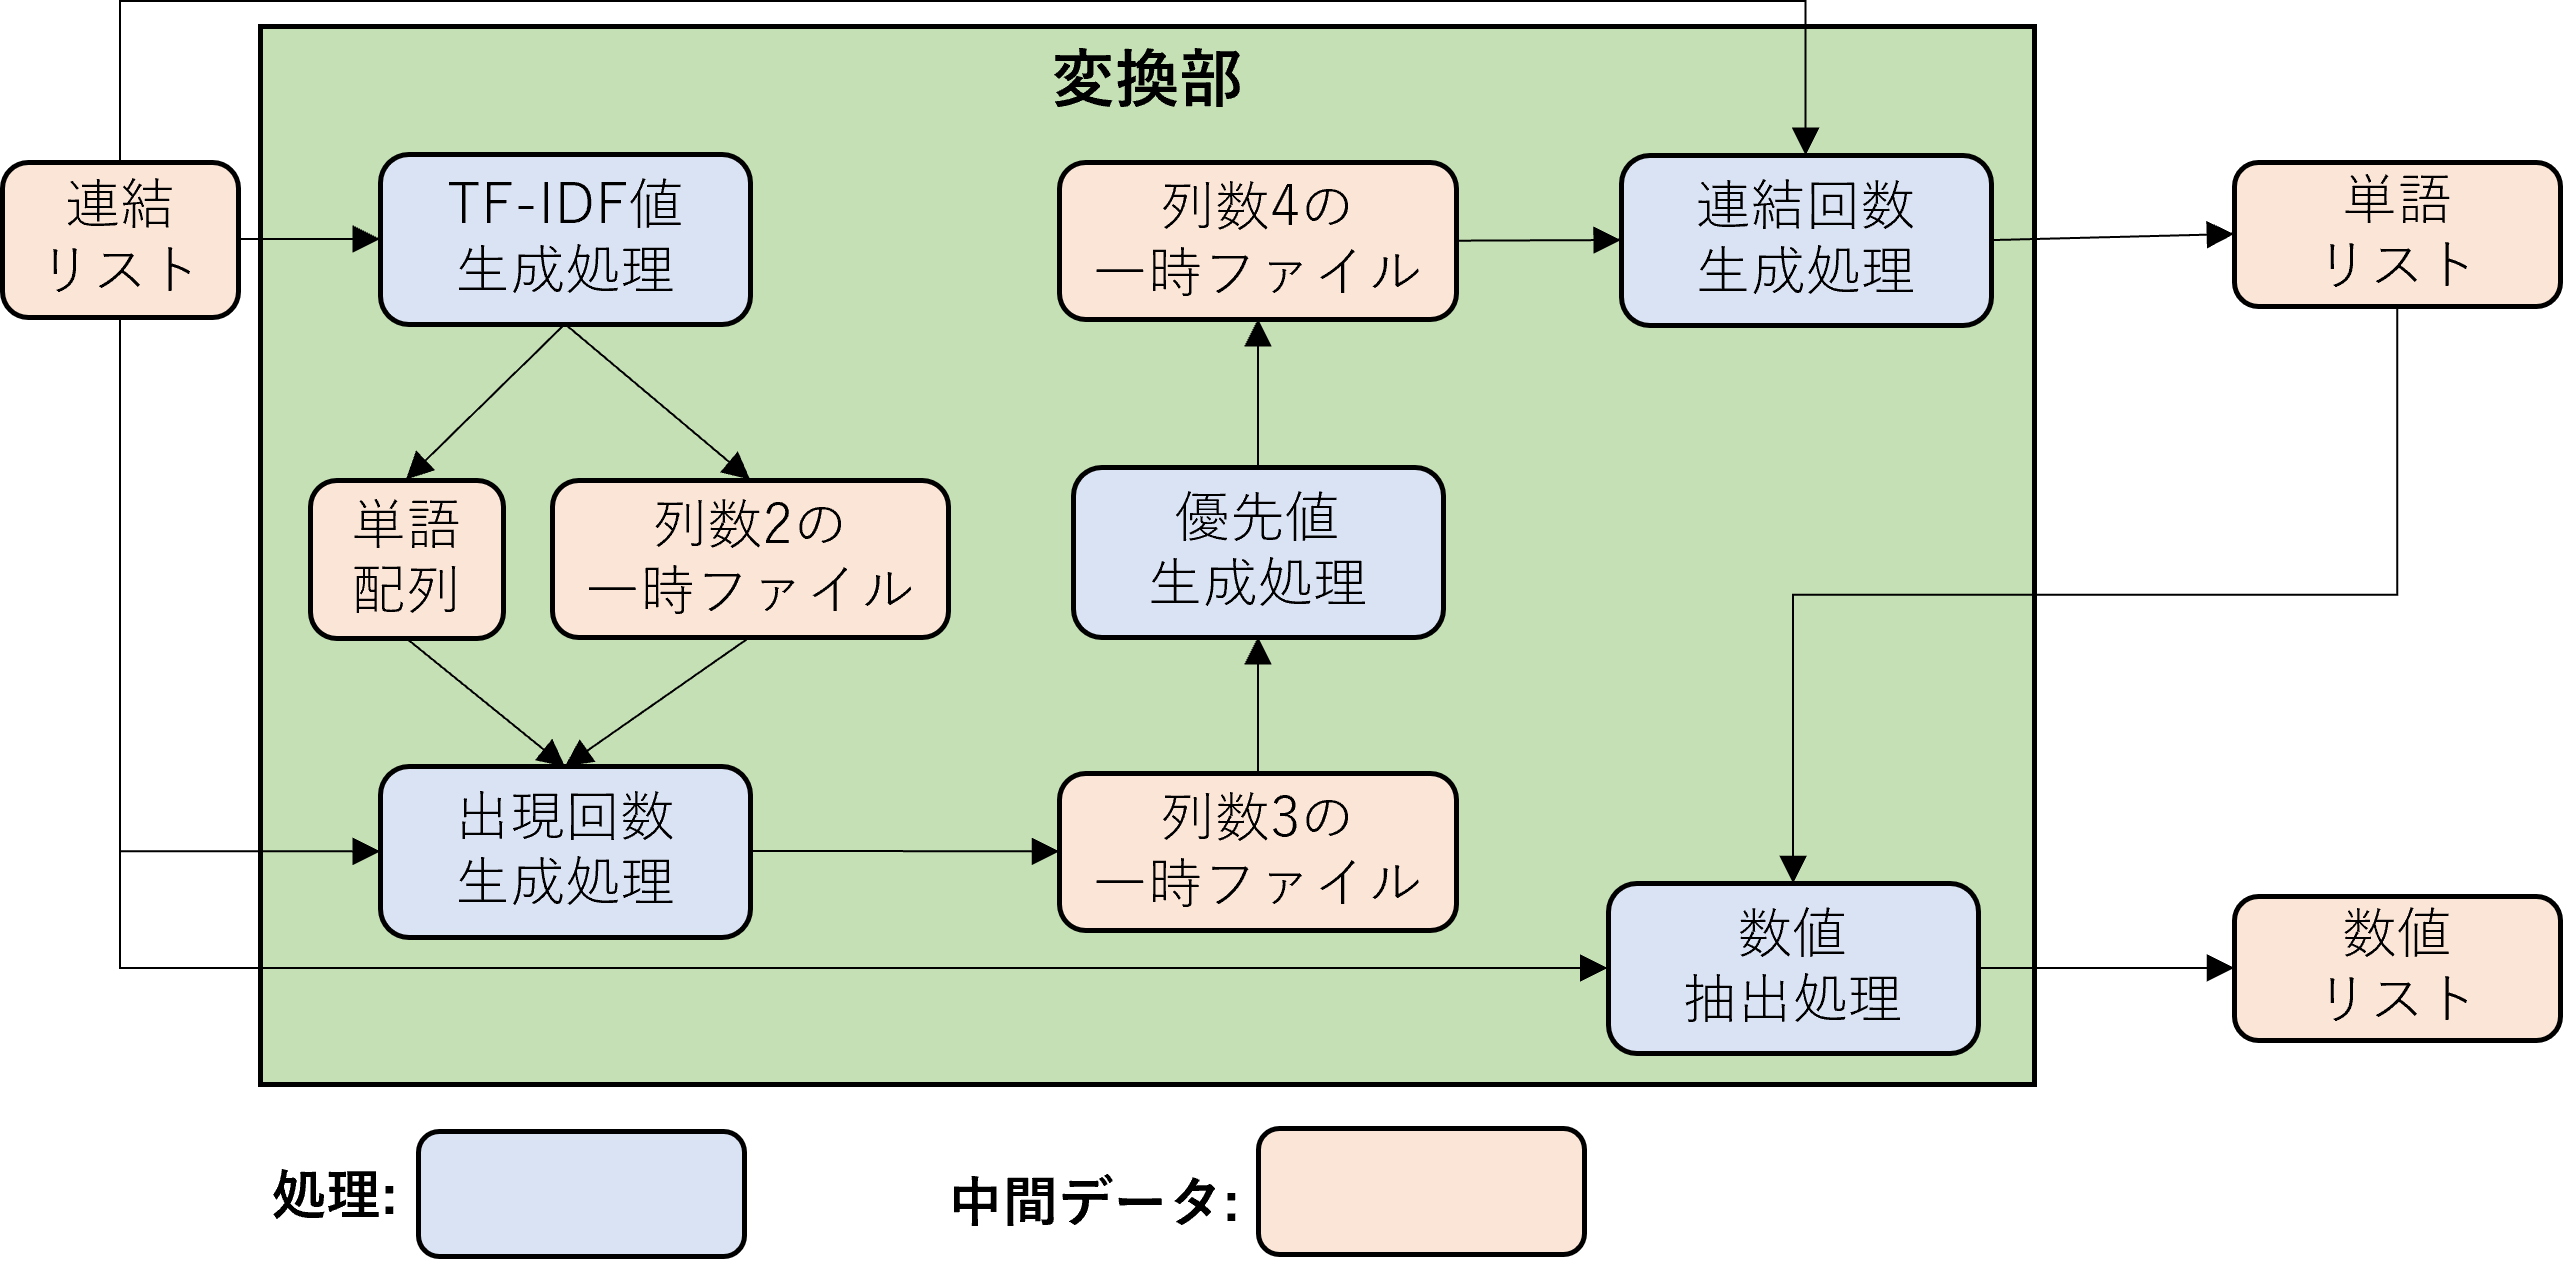 変換部
連結
リスト
TF-IDF値
生成処理
列数4の
一時ファイル
連結回数
生成処理
単語
リスト
単語
配列
列数2の
一時ファイル
優先値
生成処理
出現回数
生成処理
列数3の
一時ファイル
数値
抽出処理
数値
リスト
処理:
中間データ: